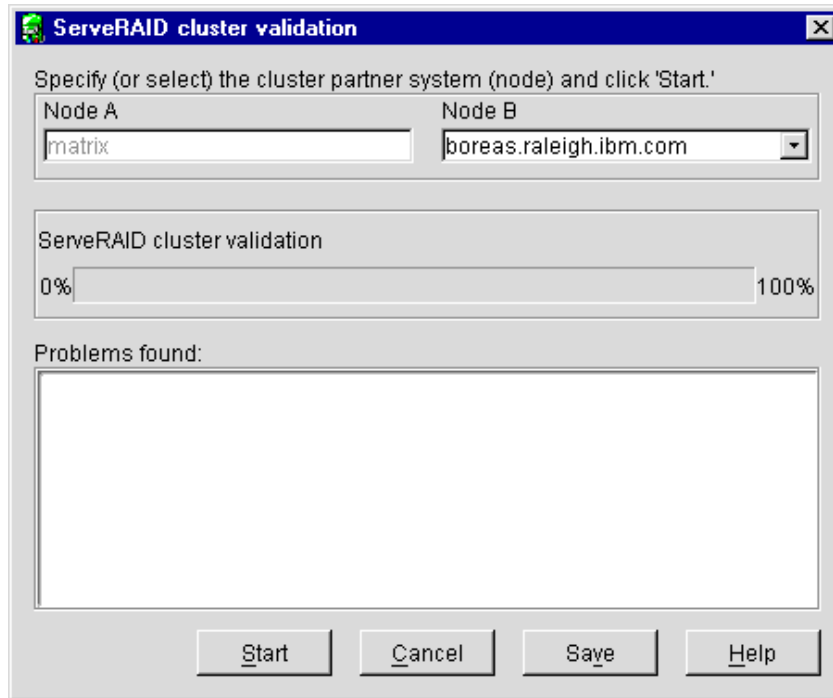 ServeRAID cluster validation
Specify (or select) the cluster partner system (node) and click 'Start.'
Node A
Node B
matrix
boreas.raleigh.ibm.com
ServeRAID cluster validation
0%
100%
Problems found:
Start
Cancel
Save
Help